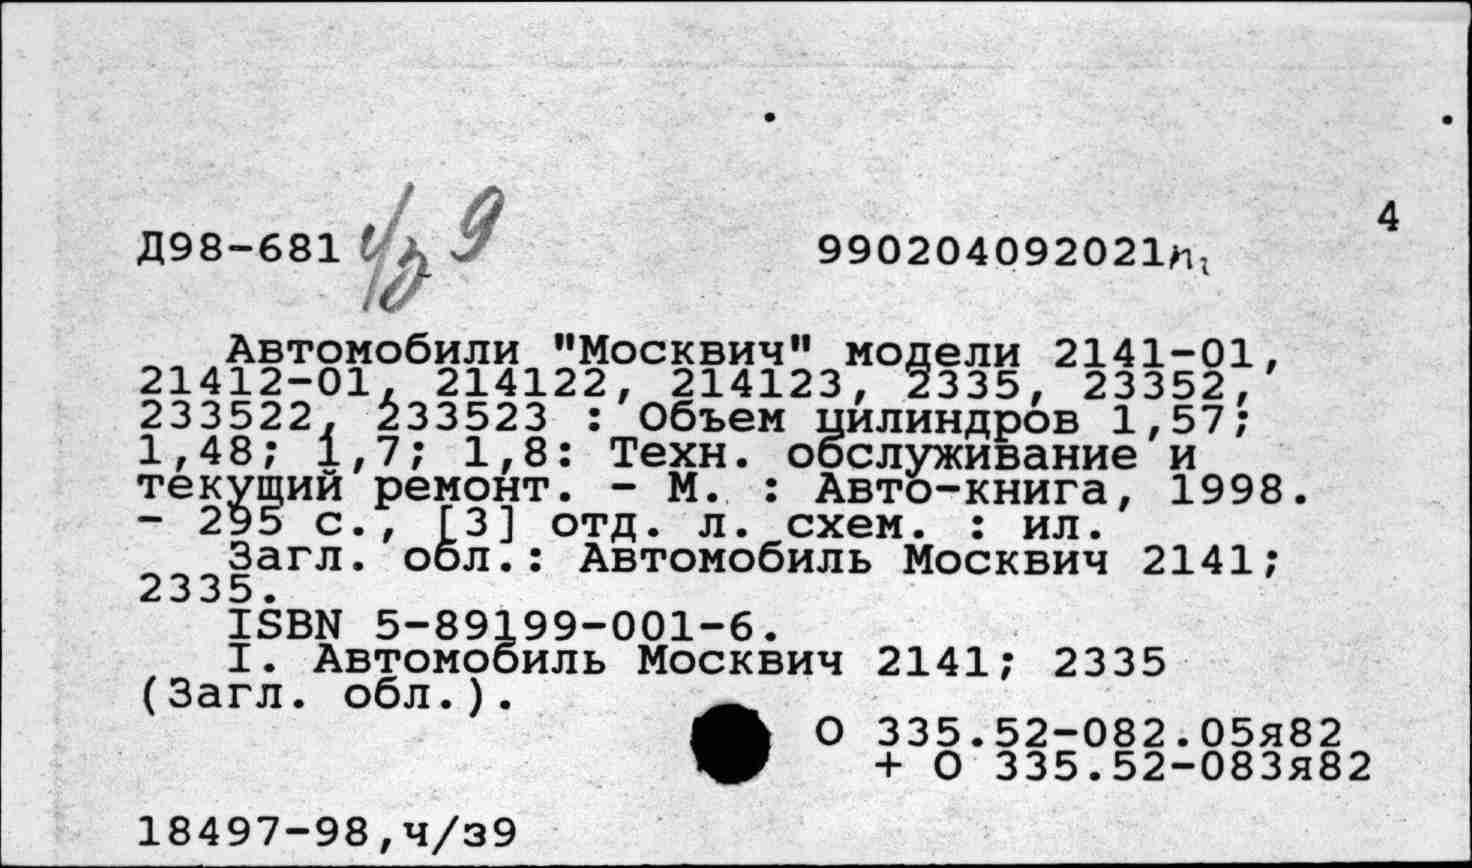 4
Д98-681 ч/з 9 990204092021
Автомобили "Москвич" модели 2141-01,
21412-01, 214122, 214123, 2335, 23352,
233522, 233523 : Объем цилиндров 1,57;
1,48; 1,7; 1,8: Техн. обслуживание и
текущий ремонт. - М. : Авто-книга, 1998.
- 295 с., [3] отд. л. схем. : ил.
Загл. обл.: Автомобиль Москвич 2141;
2335.
ISBN 5-89199-001-6.
I. Автомобиль Москвич 2141; 2335
(Загл. обл.).
О 335.52-082.05я82
+ О 335.52-083я82
18497-98,ч/з9